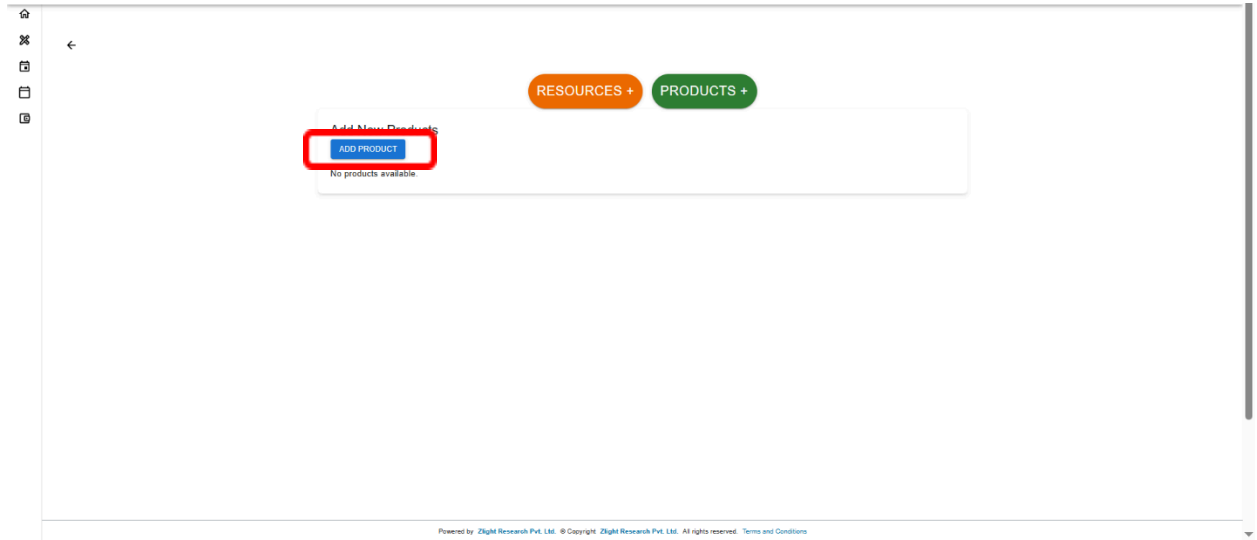 RESOURCES + PRODUCTS +
Add New Products
ADD PRODUCT
No products available.
Powered by Zlight Research Pvt. Ltd. © Copyright Zlight Research Pvt. Ltd. All rights reserved. Terms and Conditions